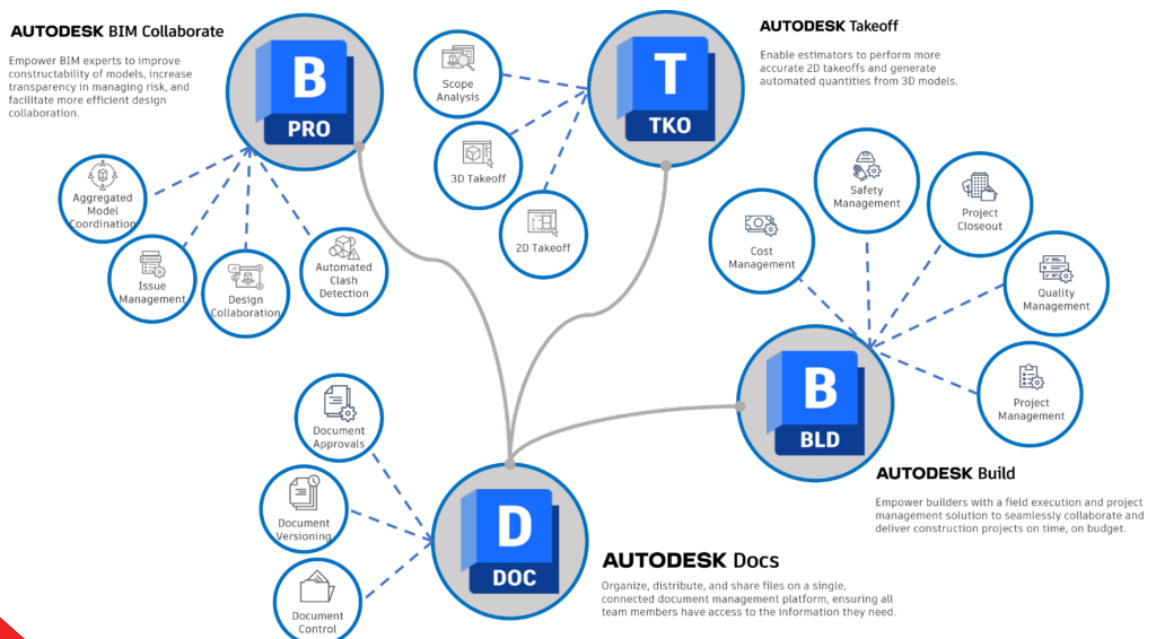 AUTODESK BIM Collaborate
Empower BIM experts to improve
constructability of models, increase
transparency in managing risk, and
facilitate more efficient design
collaboration.
B
PRO
Aggregated
Model
Coordination
Issue
Management
Design
Collaboration
Automated
Clash
Detection
AUTODESK Takeoff
Enable estimators to perform more
accurate 2D takeoffs and generate
automated quantities from 3D models.
T
TKO
Scope
Analysis
3D Takeoff
2D Takeoff
Cost
Management
Safety
Management
Project
Closeout
Quality
Management
Project
Management
B
BLD
AUTODESK Build
Empower builders with a field execution and project
management solution to seamlessly collaborate and
deliver construction projects on time, on budget.
Document
Approvals
Document
Versioning
Document
Control
D
DOC
AUTODESK Docs
Organize, distribute, and share files on a single,
connected document management platform, ensuring all
team members have access to the information they need.